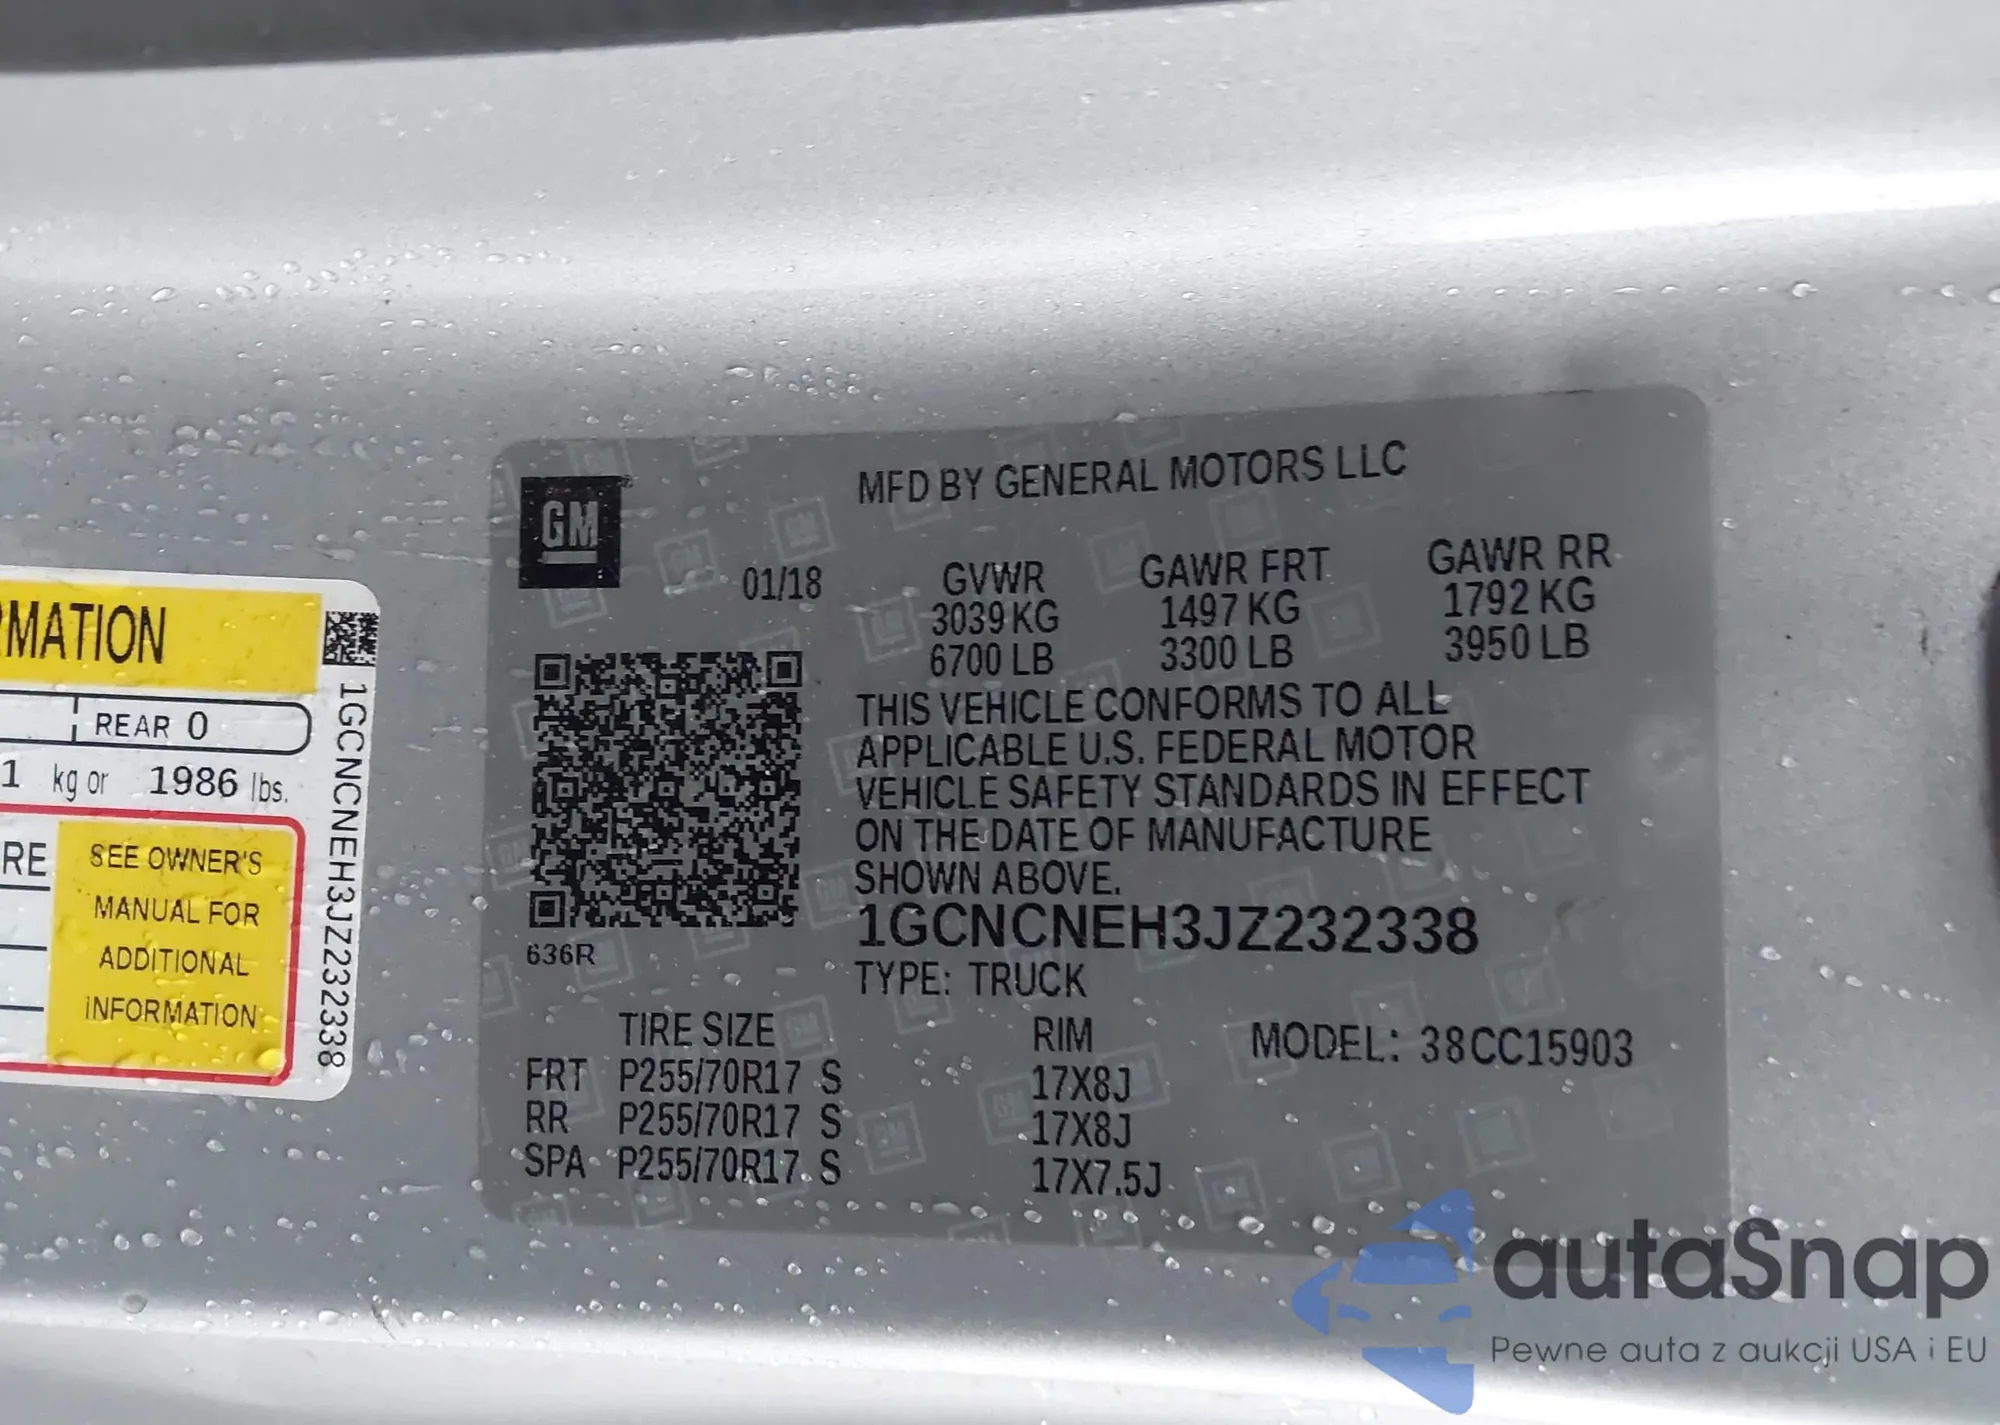 RMATION
REAR 0
1 kg or 1986 lbs.
RE
SEE OWNER'S
MANUAL FOR
ADDITIONAL
INFORMATION
1GCNCNEH3JZ232338
GM
MFD BY GENERAL MOTORS LLC
01/18
GVWR GAWR FRT GAWR RR
3039 KG 1497 KG 1792 KG
6700 LB 3300 LB 3950 LB
THIS VEHICLE CONFORMS TO ALL
APPLICABLE U.S. FEDERAL MOTOR
VEHICLE SAFETY STANDARDS IN EFFECT
ON THE DATE OF MANUFACTURE
SHOWN ABOVE.
1GCNCNEH3JZ232338
636R
TYPE: TRUCK
TIRE SIZE RIM MODEL: 38CC15903
FRT P255/70R17 S 17X8J
RR P255/70R17 S 17X8J
SPA P255/70R17 S 17X7.5J
autaSnap
Pewne auta z aukcji USA i EU